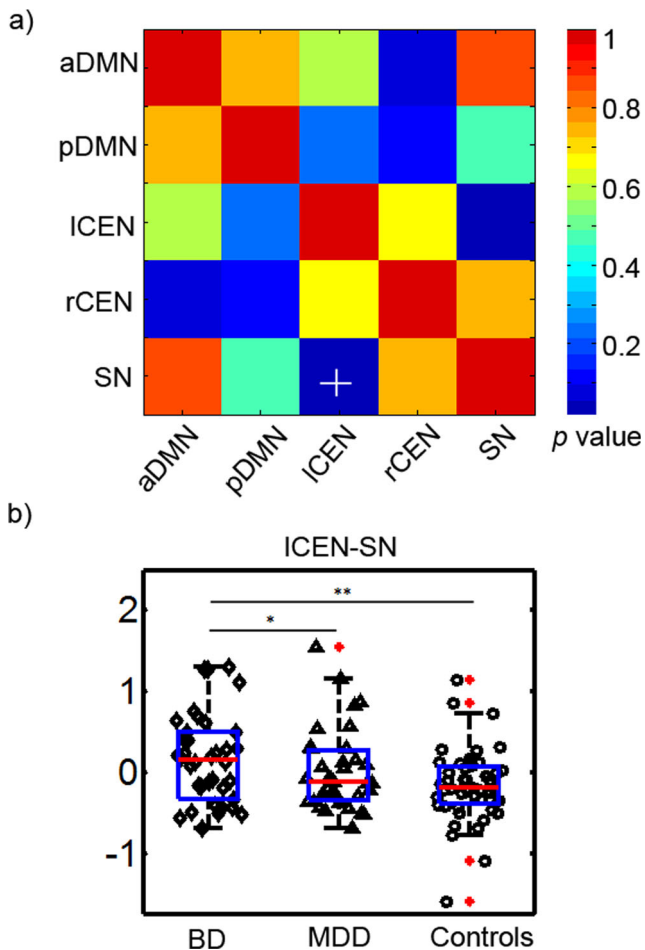 a)
aDMN
pDMN
lCEN
rCEN
SN
aDMN
pDMN
lCEN
rCEN
SN
1
0.8
0.6
0.4
0.2
p value
b)
lCEN-SN
**
*
2
1
0
-1
BD
MDD
Controls